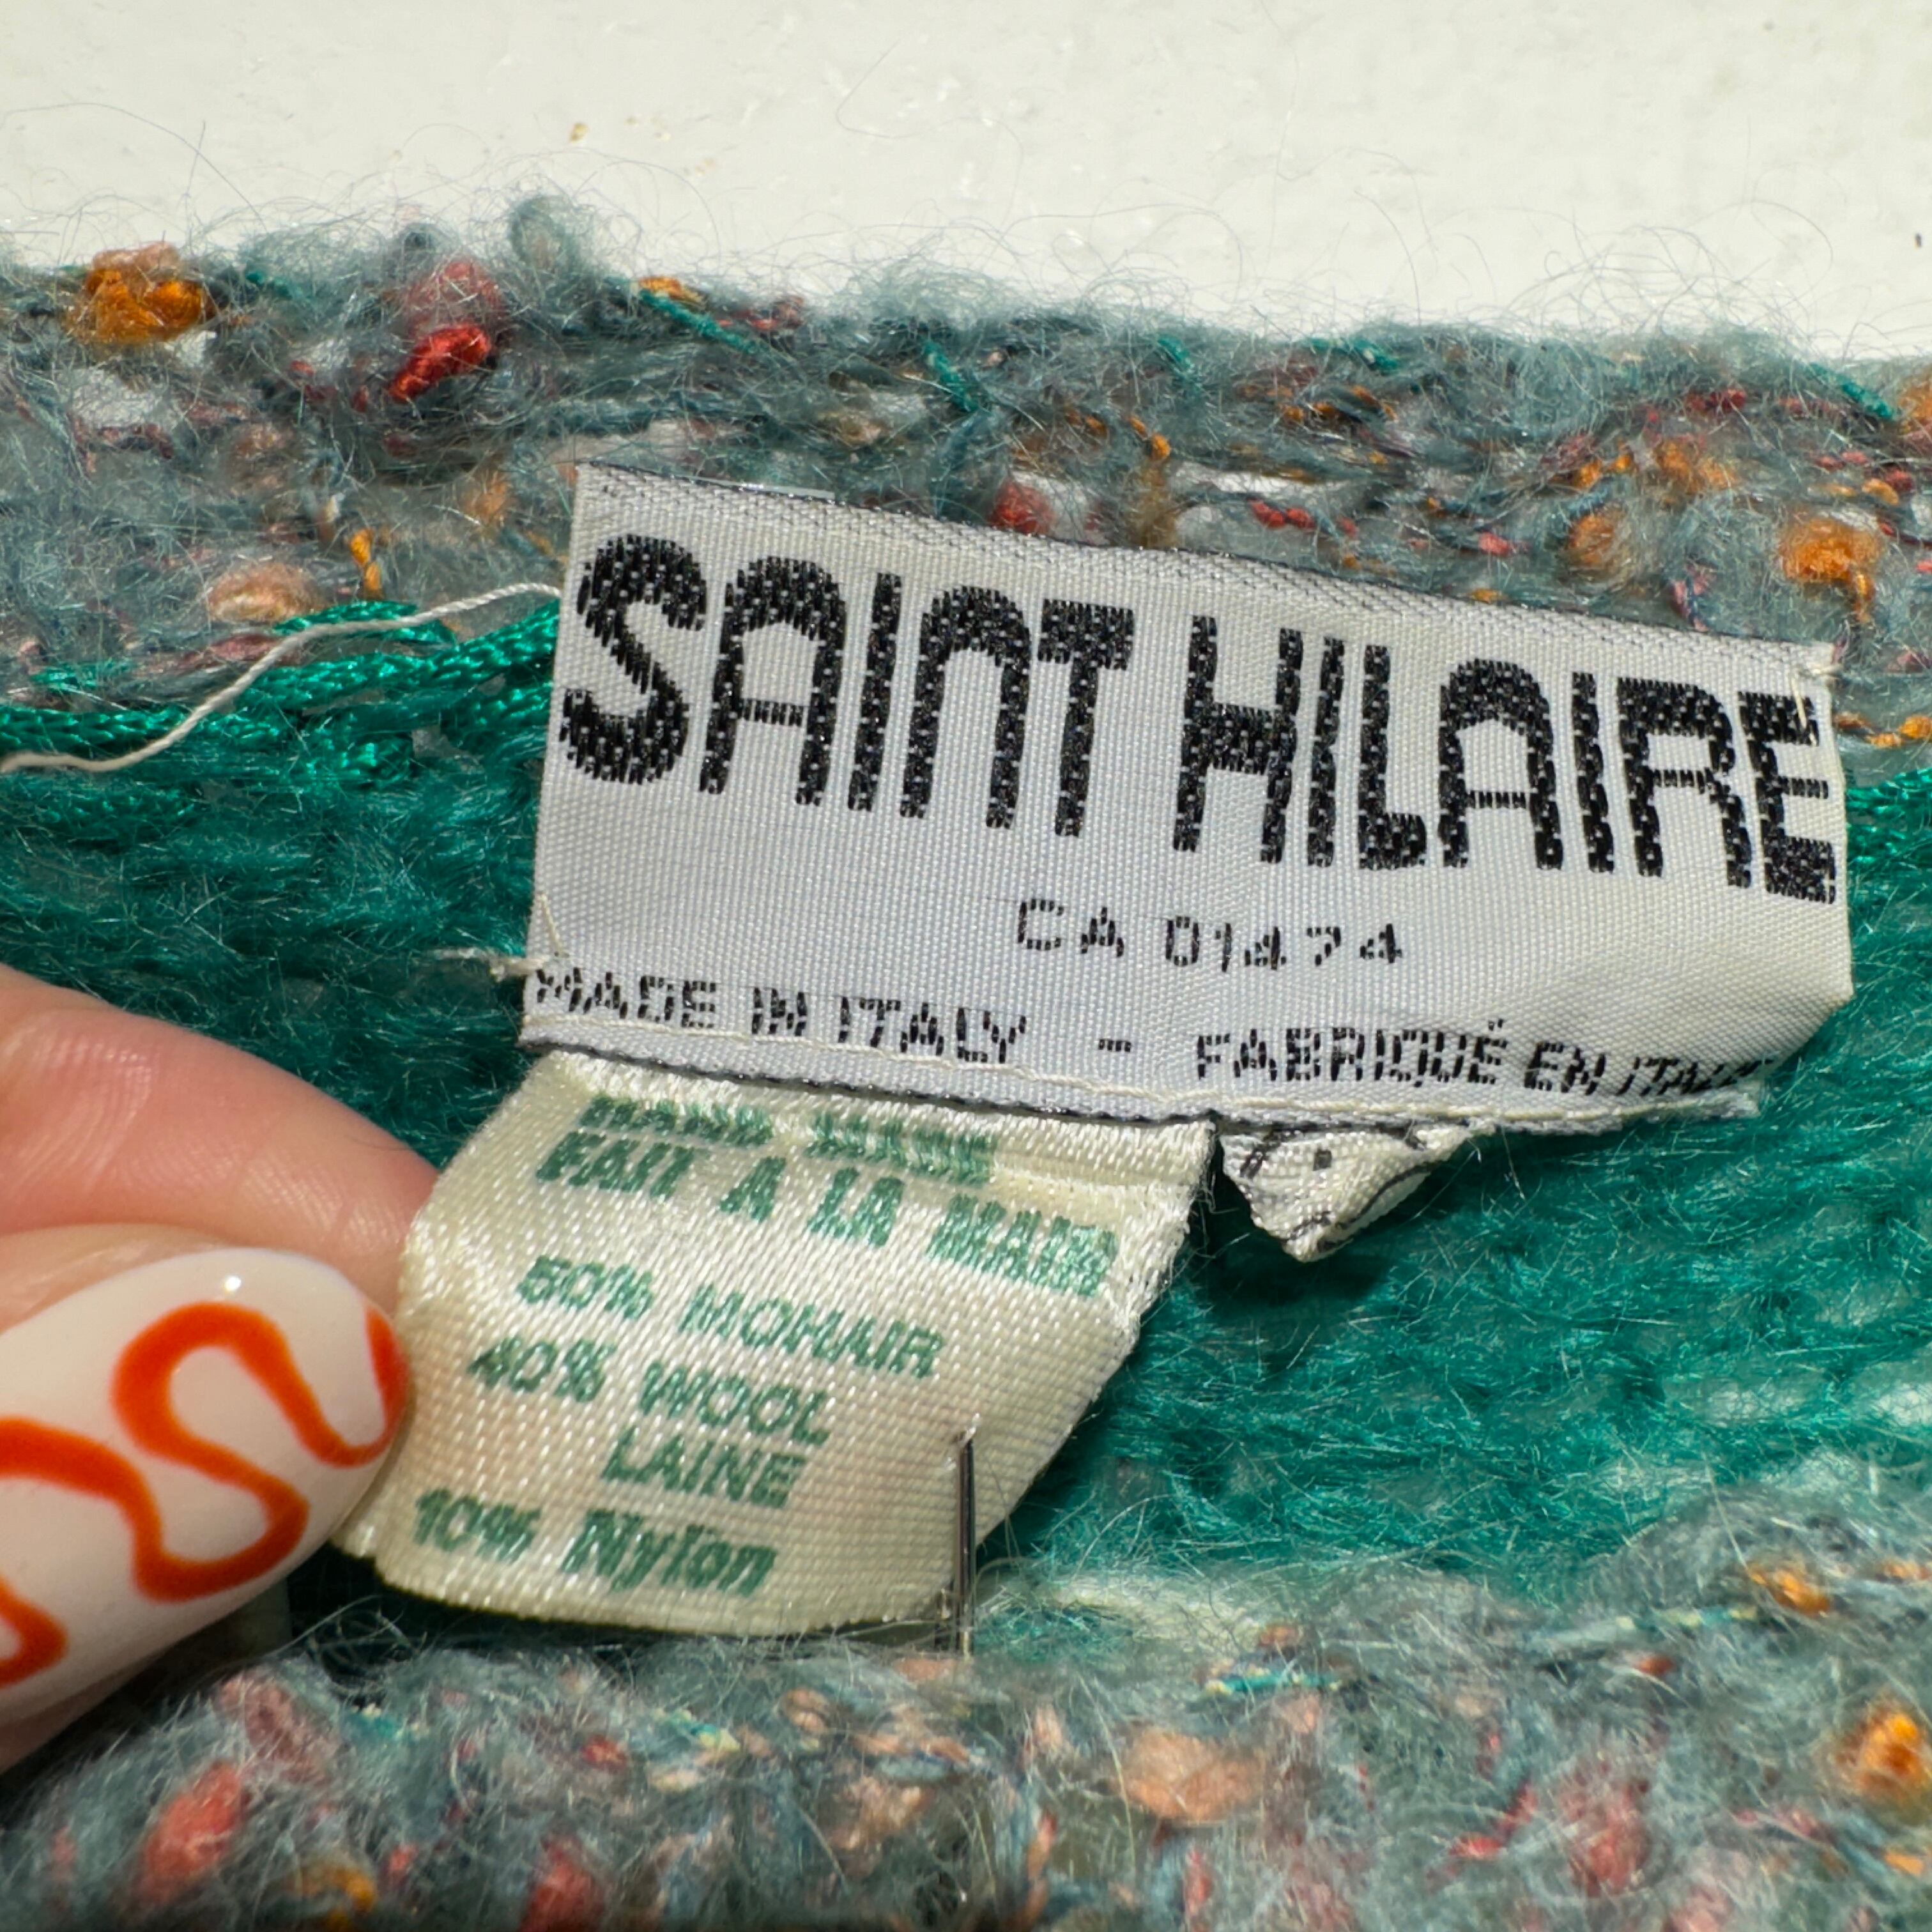 SAINT HILAIRE
CA 01474
MADE IN ITALY - FABRIQUÉ EN ITALIE
HAND MADE
FAIT A LA MAIN
50% MOHAIR
40% WOOL
LAINE
10% Nylon